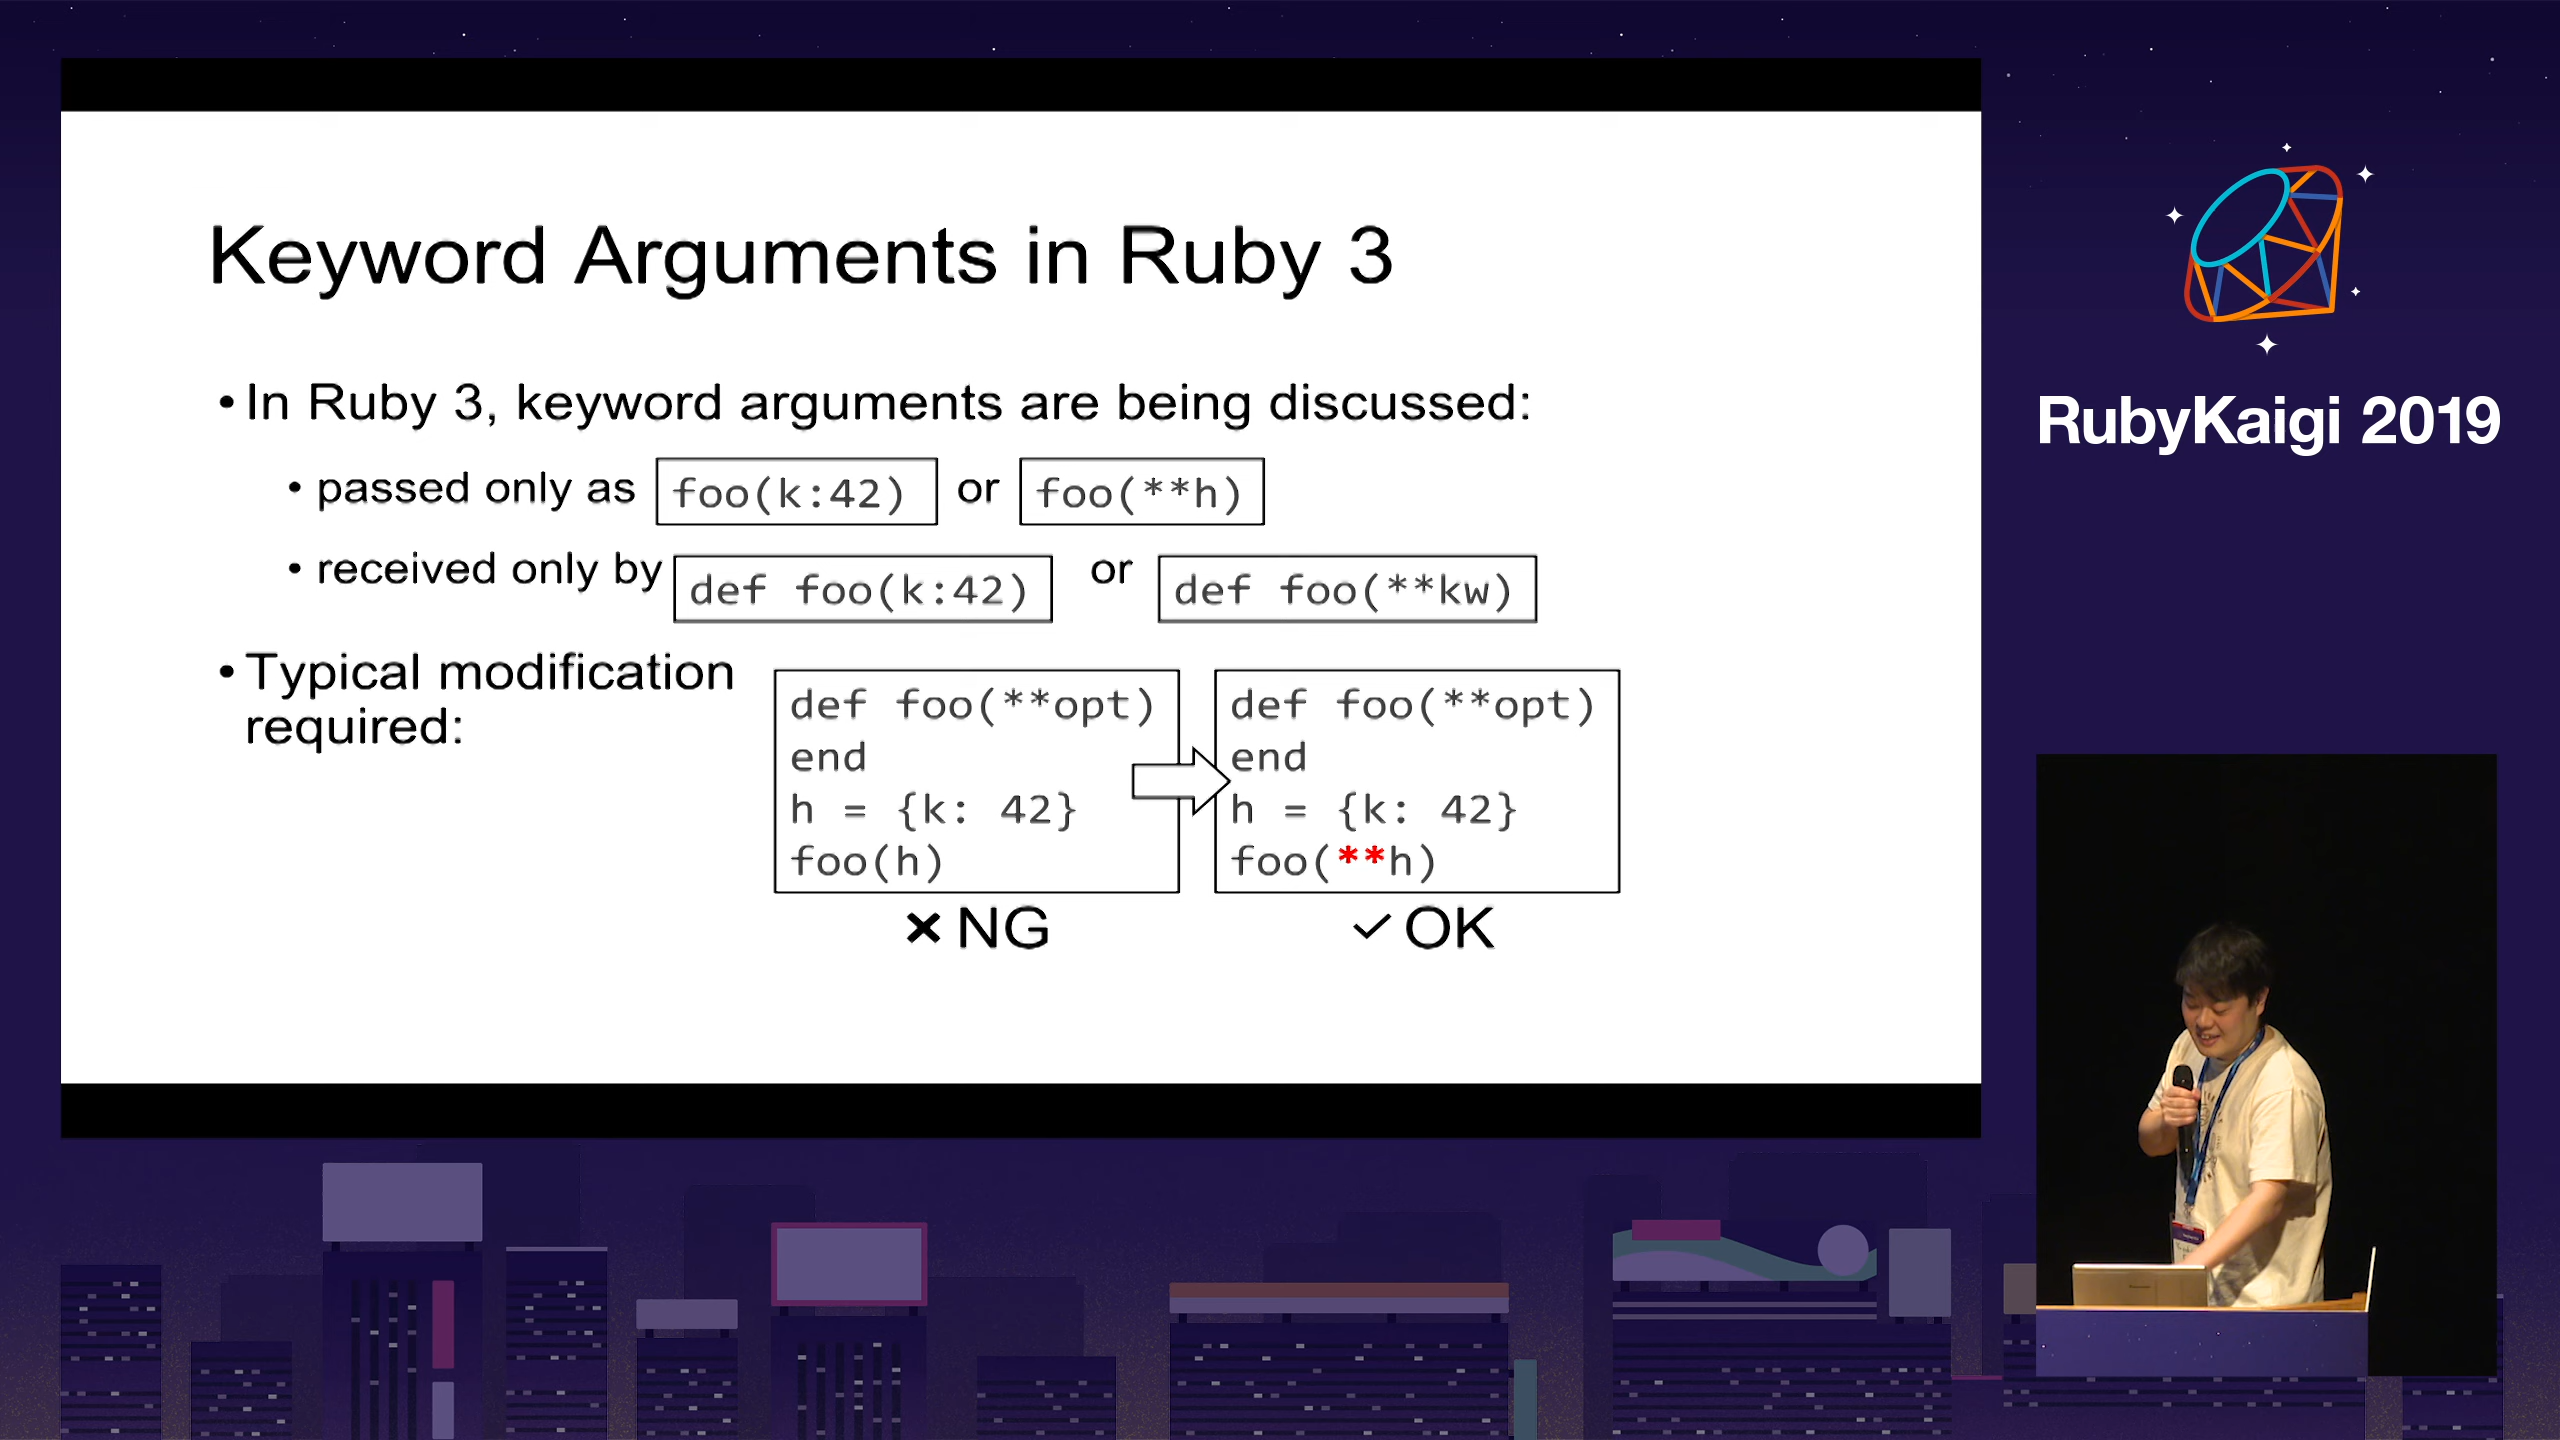 Keyword Arguments in Ruby 3
• In Ruby 3, keyword arguments are being discussed:
• passed only as foo(k:42) or foo(**h)
• received only by def foo(k:42) or def foo(**kw)
• Typical modification
required:
def foo(**opt)
end
h = {k: 42}
foo(h)
✖ NG
def foo(**opt)
end
h = {k: 42}
foo(**h)
✓ OK
RubyKaigi 2019